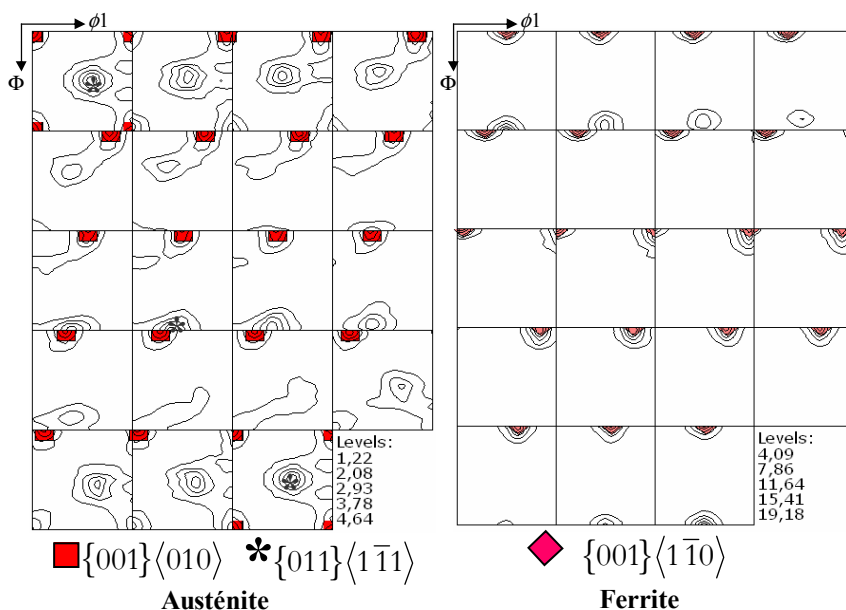 ϕ1
Φ
ϕ1
Φ
Levels:
1,22
2,08
2,93
3,78
4,64
Levels:
4,09
7,86
11,64
15,41
19,18
{001}⟨010⟩ *{011}⟨11̅1⟩
{001}⟨11̅0⟩
Austénite
Ferrite